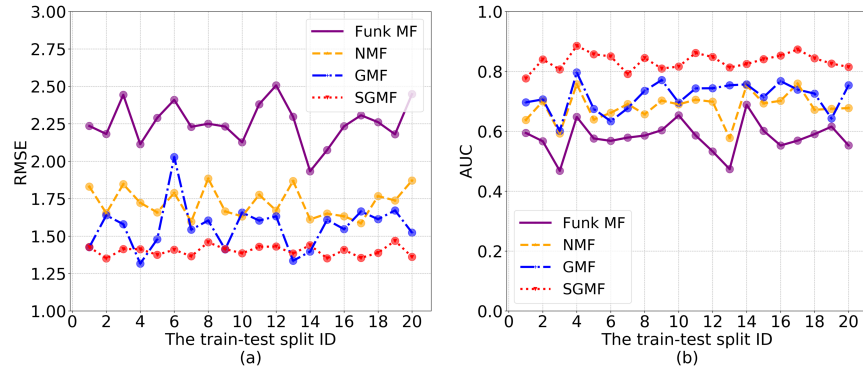 3.00
2.75
2.50
2.25
2.00
1.75
1.50
1.25
1.00
RMSE
0 2 4 6 8 10 12 14 16 18 20
The train-test split ID
(a)
Funk MF
NMF
GMF
SGMF
1.0
0.8
0.6
0.4
0.2
0.0
AUC
0 2 4 6 8 10 12 14 16 18 20
The train-test split ID
(b)
Funk MF
NMF
GMF
SGMF